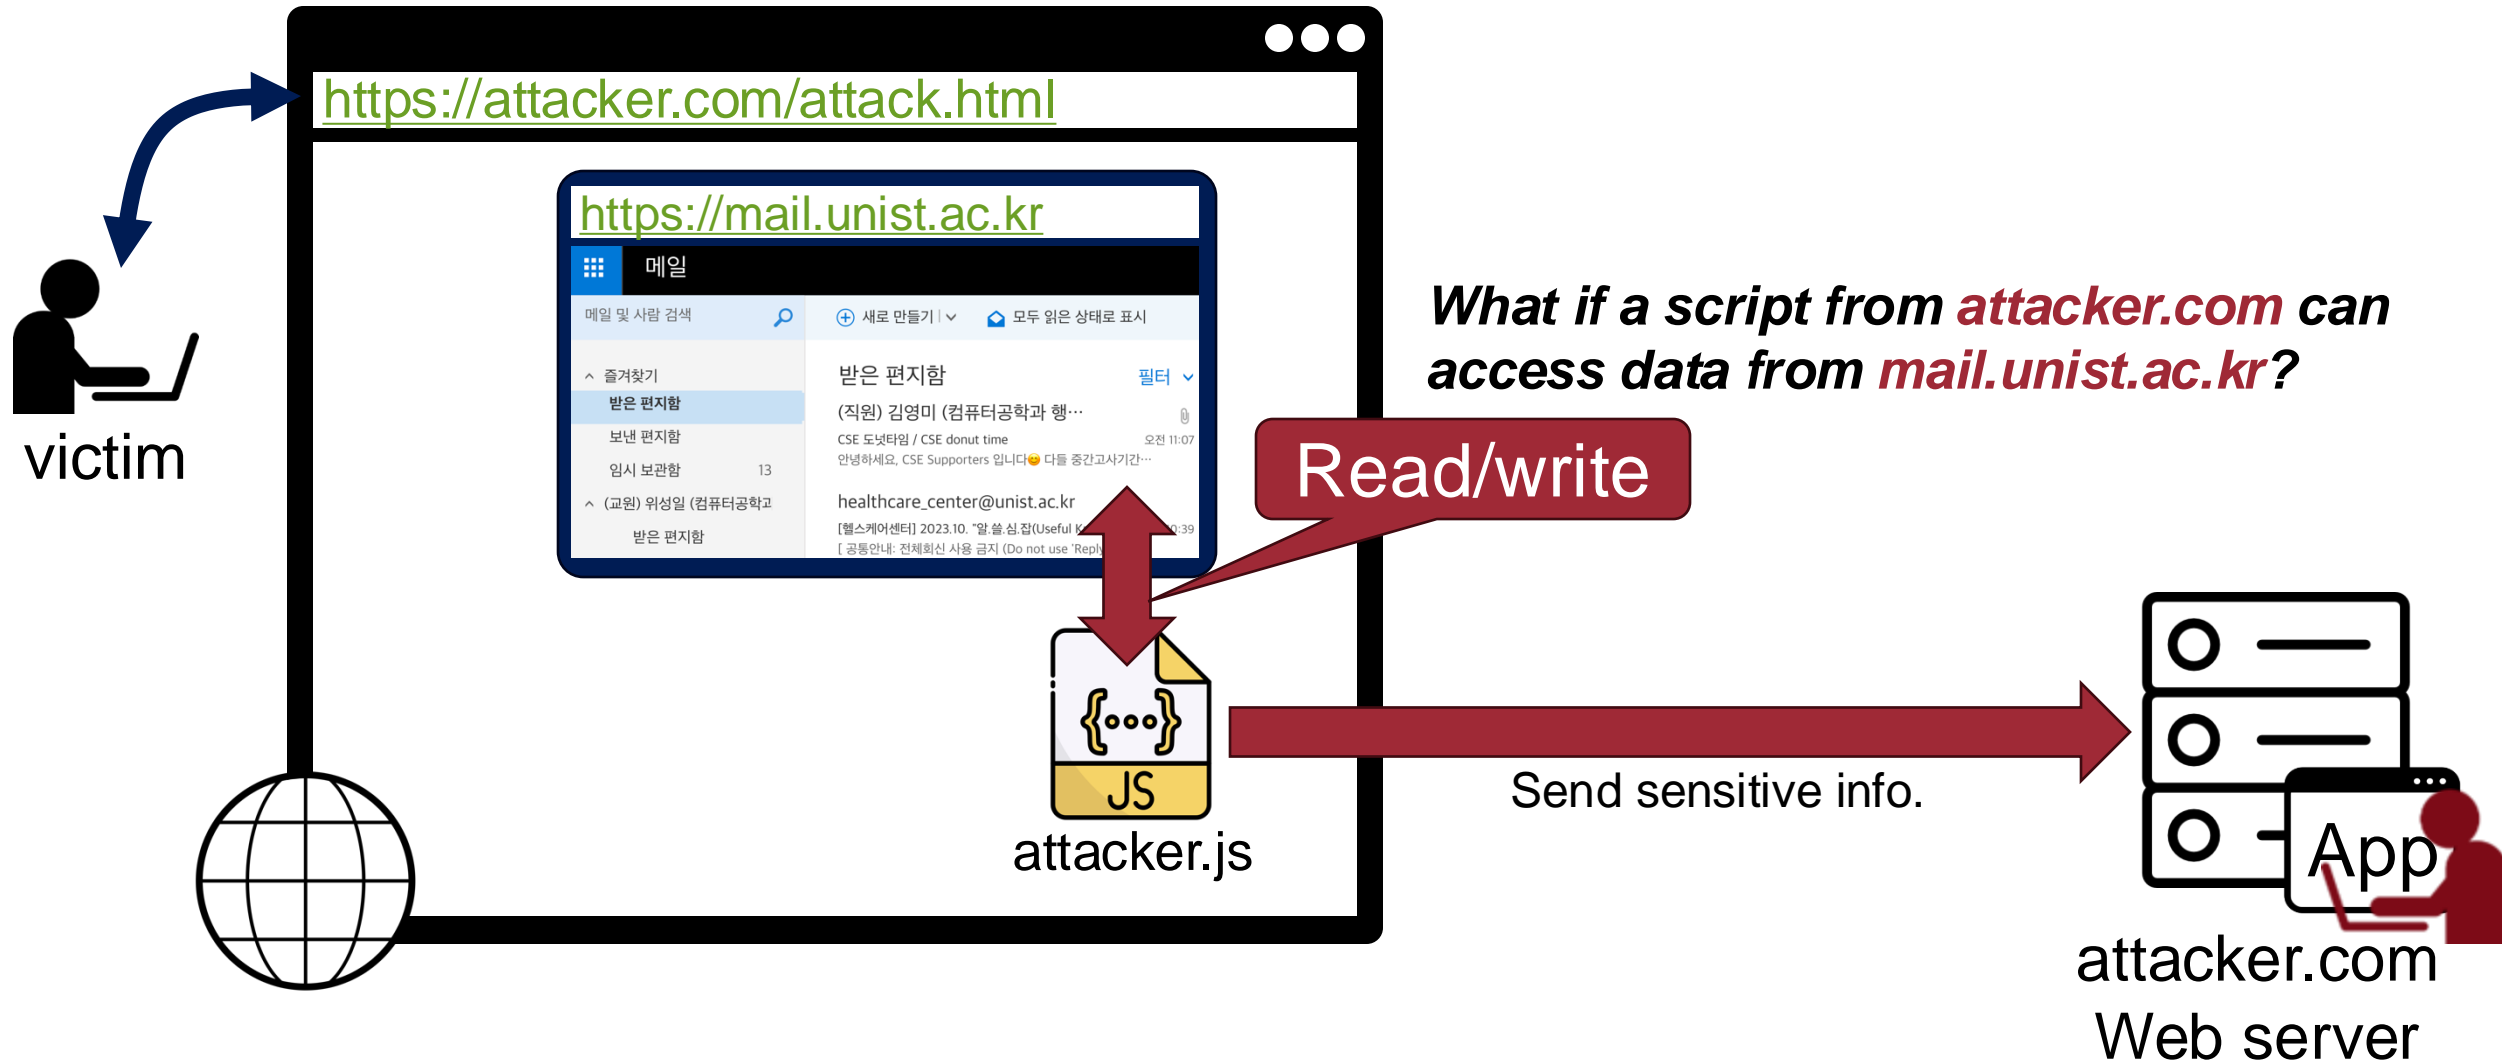 https://attacker.com/attack.html
https://mail.unist.ac.kr
메일
메일 및 사람 검색
새로 만들기
모두 읽은 상태로 표시
즐겨찾기
받은 편지함
보낸 편지함
임시 보관함 13
(교원) 위성일 (컴퓨터공학과
받은 편지함
받은 편지함
필터
(직원) 김영미 (컴퓨터공학과 행…
CSE 도넛타임 / CSE donut time 오전 11:07
안녕하세요, CSE Supporters 입니다😊 다들 중간고사기간…
healthcare_center@unist.ac.kr
[헬스케어센터] 2023.10. "알.쓸.심.잡(Useful :39
[ 공통안내: 전체회신 사용 금지 (Do not use `Reply
What if a script from attacker.com can
access data from mail.unist.ac.kr?
Read/write
victim
{...}
JS
attacker.js
Send sensitive info.
App
attacker.com
Web server